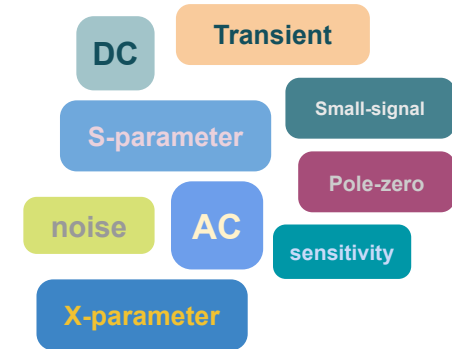 DC
Transient
S-parameter
Small-signal
Pole-zero
noise
AC
sensitivity
X-parameter